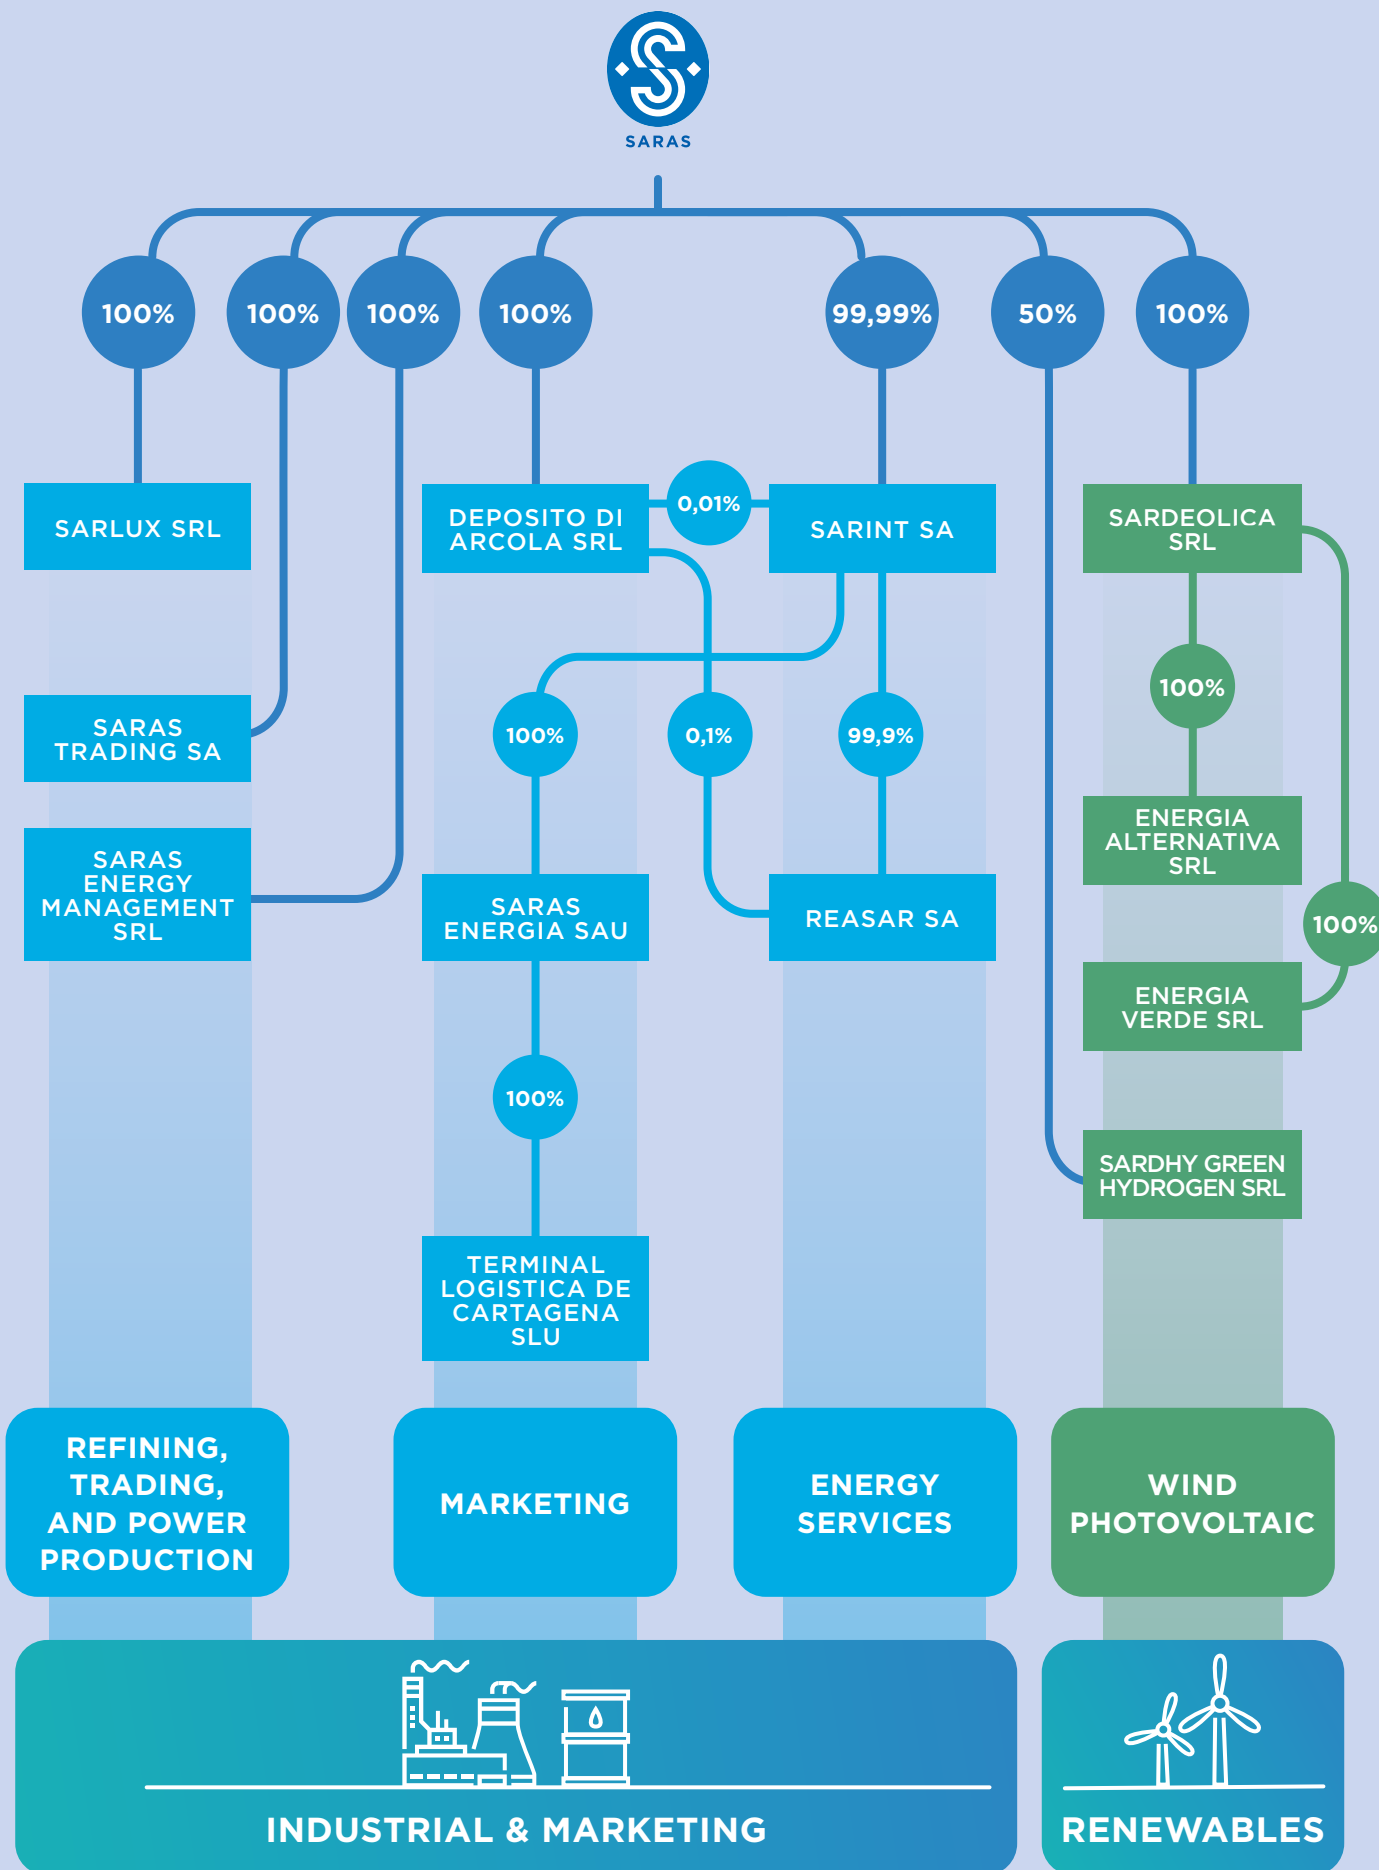 SARAS
100%
100%
100%
100%
99,99%
50%
100%
SARLUX SRL
DEPOSITO DI
ARCOLA SRL
0,01%
SARINT SA
SARDEOLICA
SRL
100%
SARAS
TRADING SA
100%
0,1%
99,9%
ENERGIA
ALTERNATIVA
SRL
SARAS
ENERGY
MANAGEMENT
SRL
SARAS
ENERGIA SAU
REASAR SA
100%
ENERGIA
VERDE SRL
100%
SARDHY GREEN
HYDROGEN SRL
TERMINAL
LOGISTICA DE
CARTAGENA
SLU
REFINING,
TRADING,
AND POWER
PRODUCTION
MARKETING
ENERGY
SERVICES
WIND
PHOTOVOLTAIC
INDUSTRIAL & MARKETING
RENEWABLES